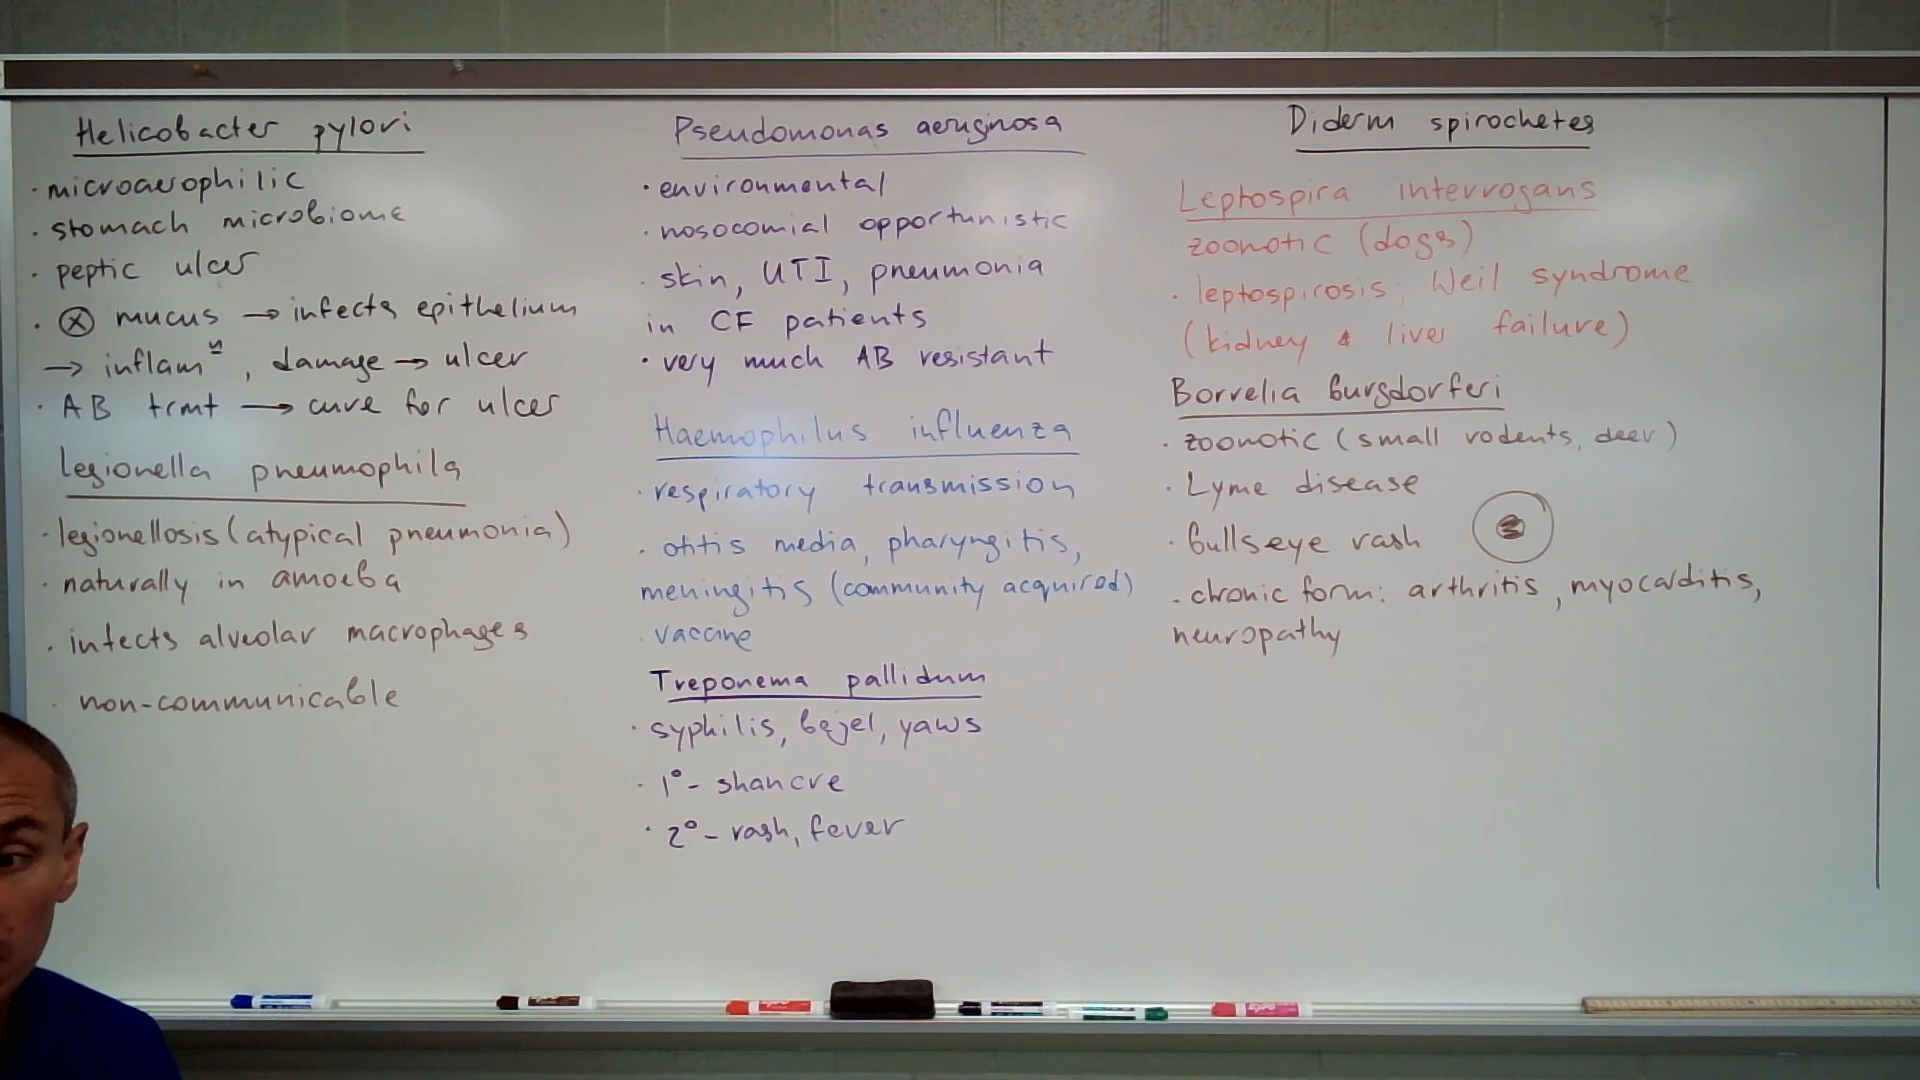 Helicobacter pylori
· microaerophilic
· stomach microbiome
· peptic ulcer
· ⓧ mucus → infects epithelium
→ inflamⁿ, damage → ulcer
· AB trmt → cure for ulcer
Legionella pneumophila
· legionellosis (atypical pneumonia)
· naturally in amoeba
· infects alveolar macrophages
· non-communicable
Pseudomonas aeruginosa
· environmental
· nosocomial opportunistic
· skin, UTI, pneumonia
in CF patients
· very much AB resistant
Haemophilus influenza
· respiratory transmission
· otitis media, pharyngitis,
meningitis (community acquired)
· vaccine
Treponema pallidum
· syphilis, bejel, yaws
· 1° - shancre
· 2° - rash, fever
Diderm spirochetes
Leptospira interrogans
zoonotic (dogs)
· leptospirosis, Weil syndrome
(kidney & liver failure)
Borrelia burgdorferi
· zoonotic (small rodents, deer)
· Lyme disease
· bullseye rash
· chronic form: arthritis, myocarditis,
neuropathy